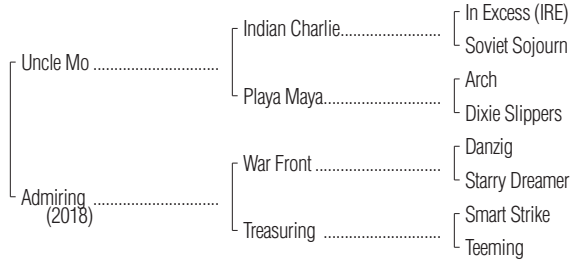 In Excess (IRE)
Indian Charlie..........................
Soviet Sojourn
Uncle Mo ................................
Arch
Playa Maya..............................
Dixie Slippers
Danzig
War Front ................................
Starry Dreamer
Admiring ................................
(2018)
Smart Strike
Treasuring ..............................
Teeming